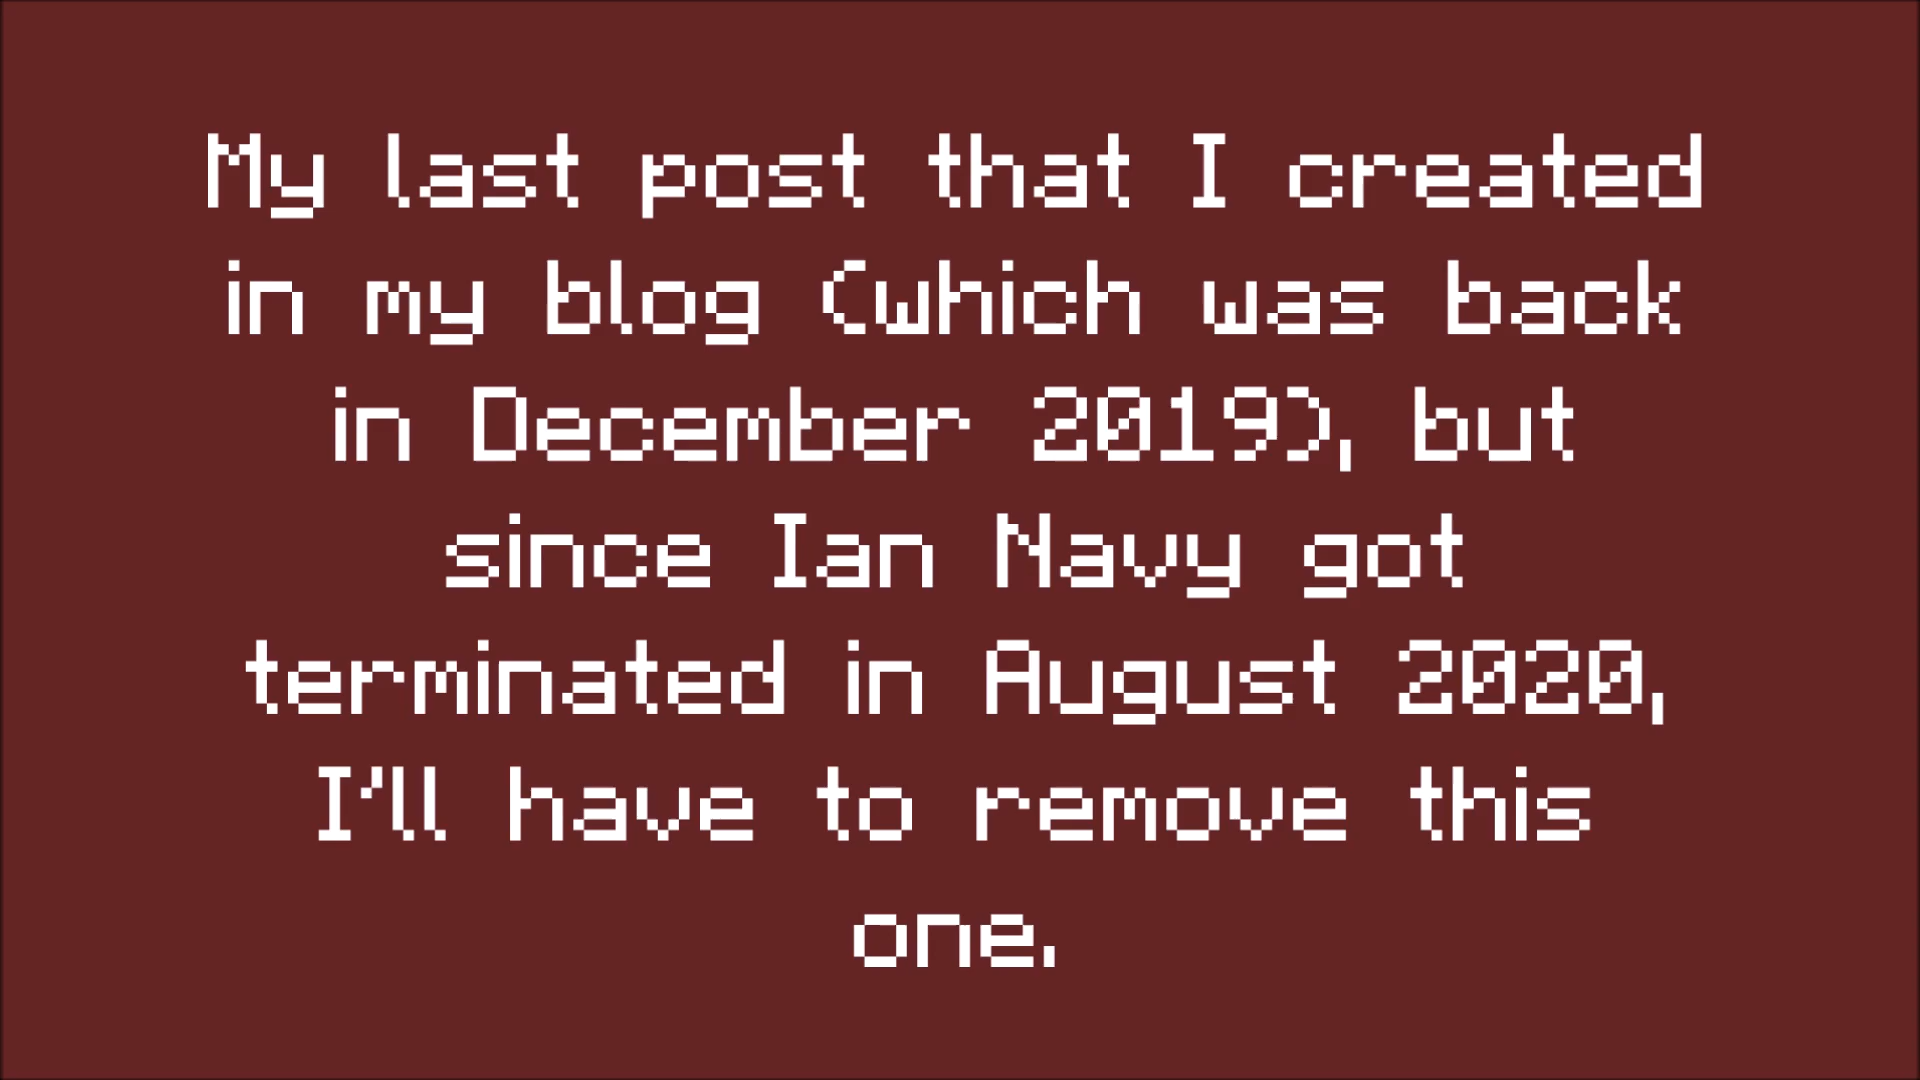 My last post that I created
in my blog (which was back
in December 2019), but
since Ian Navy got
terminated in August 2020,
I'll have to remove this
one.